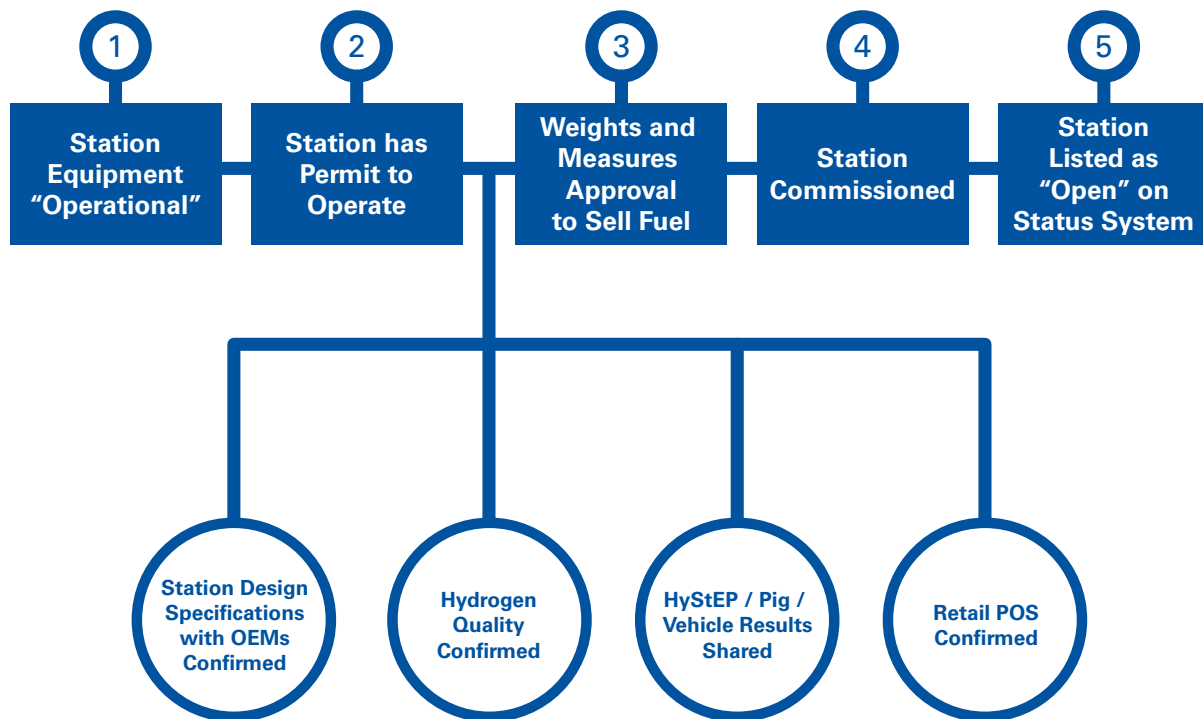 1
Station
Equipment
“Operational”
2
Station has
Permit to
Operate
3
Weights and
Measures
Approval
to Sell Fuel
4
Station
Commissioned
5
Station
Listed as
“Open” on
Status System
Station Design
Specifications
with OEMs
Confirmed
Hydrogen
Quality
Confirmed
HyStEP / Pig /
Vehicle Results
Shared
Retail POS
Confirmed